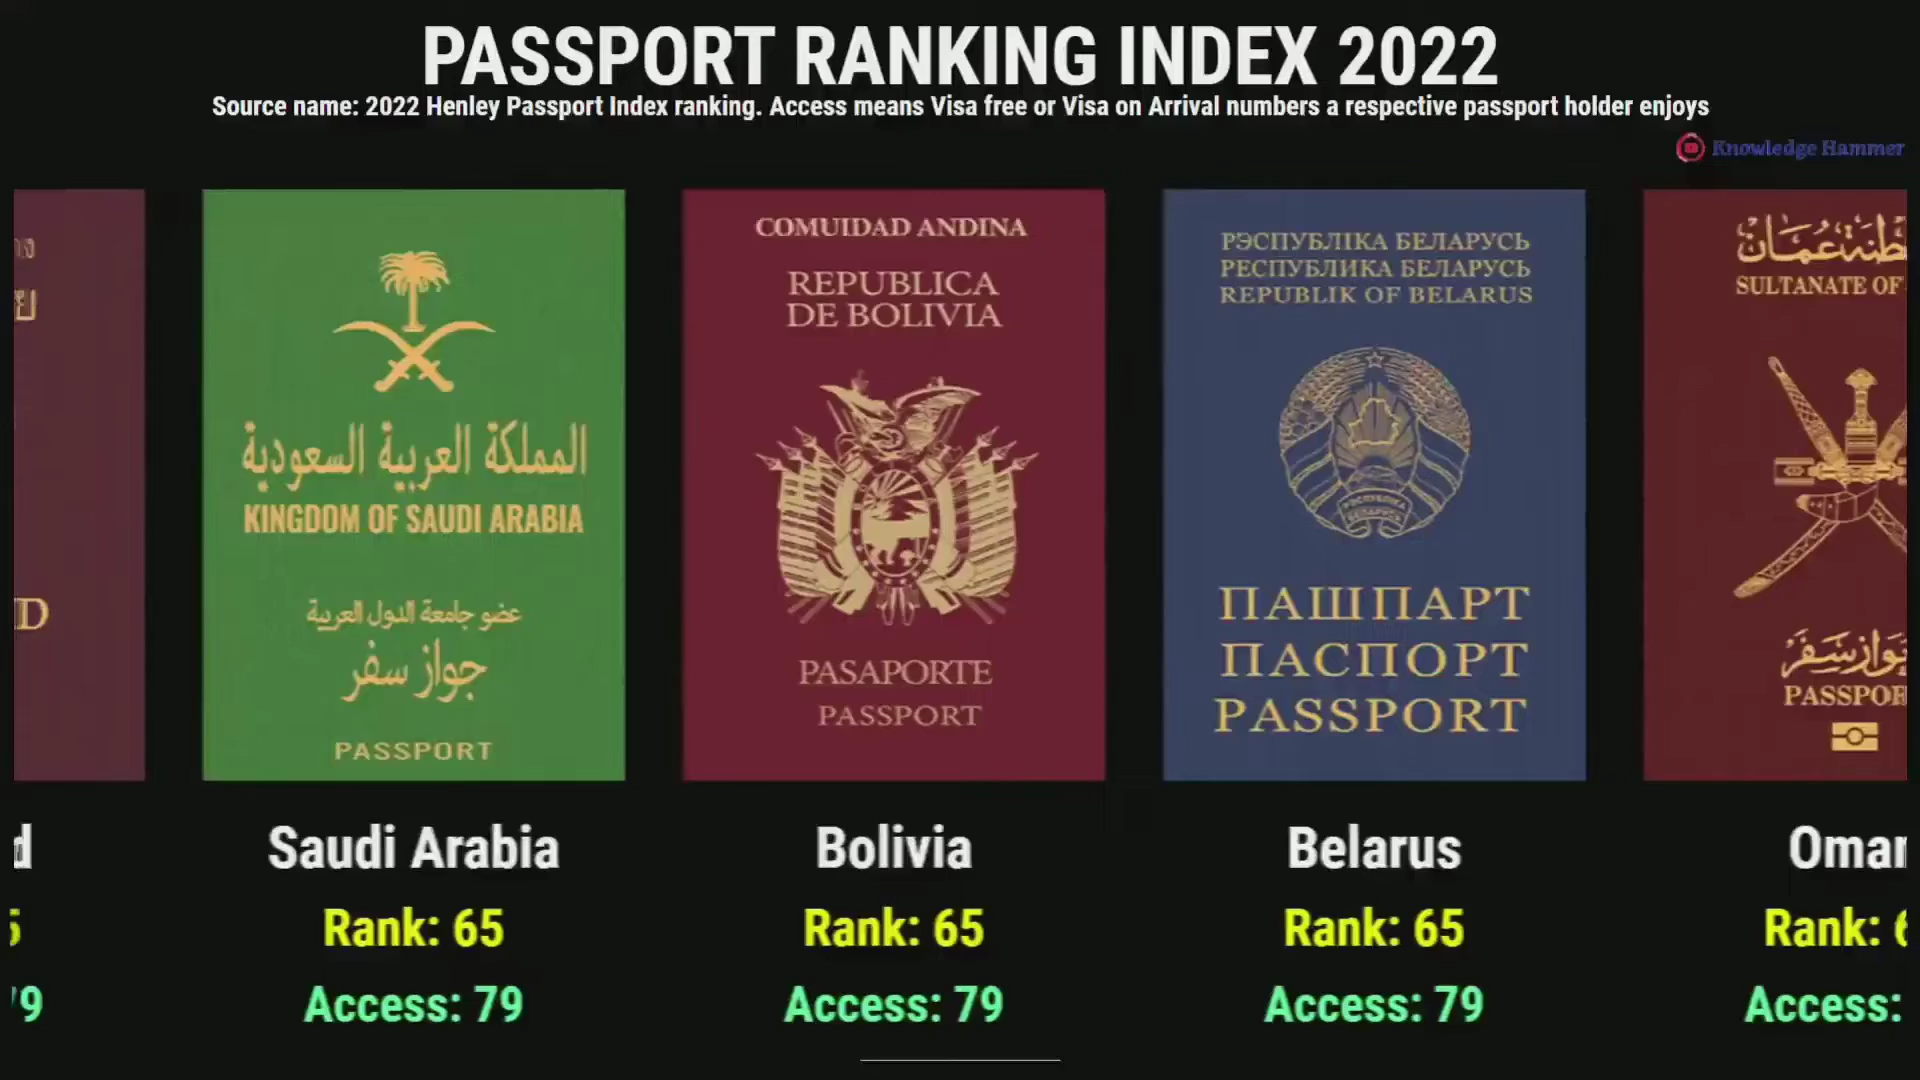 PASSPORT RANKING INDEX 2022
Source name: 2022 Henley Passport Index ranking. Access means Visa free or Visa on Arrival numbers a respective passport holder enjoys
Knowledge Hammer
المملكة العربية السعودية
KINGDOM OF SAUDI ARABIA
عضو جامعة الدول العربية
جواز سفر
PASSPORT
Saudi Arabia
Rank: 65
Access: 79
COMUIDAD ANDINA
REPUBLICA
DE BOLIVIA
PASAPORTE
PASSPORT
Bolivia
Rank: 65
Access: 79
РЭСПУБЛІКА БЕЛАРУСЬ
РЕСПУБЛИКА БЕЛАРУСЬ
REPUBLIK OF BELARUS
ПАШПАРТ
ПАСПОРТ
PASSPORT
Belarus
Rank: 65
Access: 79
SULTANATE OF
Rank:
Access: